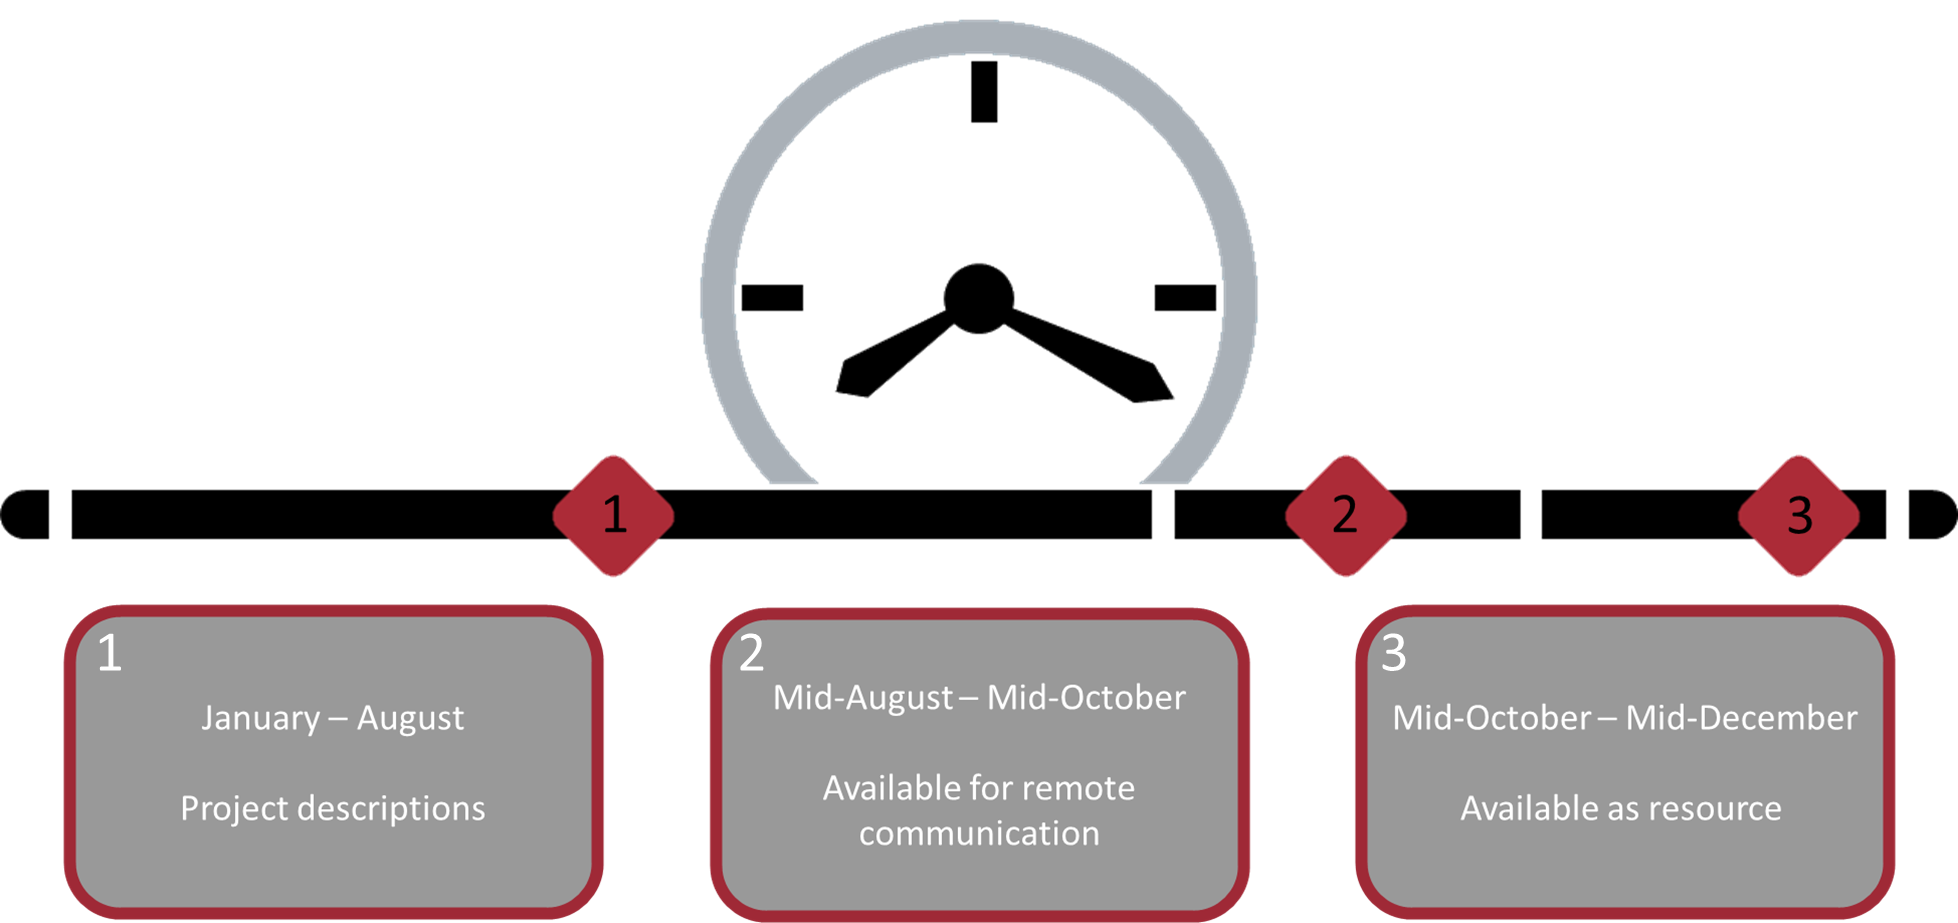 1
2
3
1
January – August
Project descriptions
2
Mid-August – Mid-October
Available for remote
communication
3
Mid-October – Mid-December
Available as resource